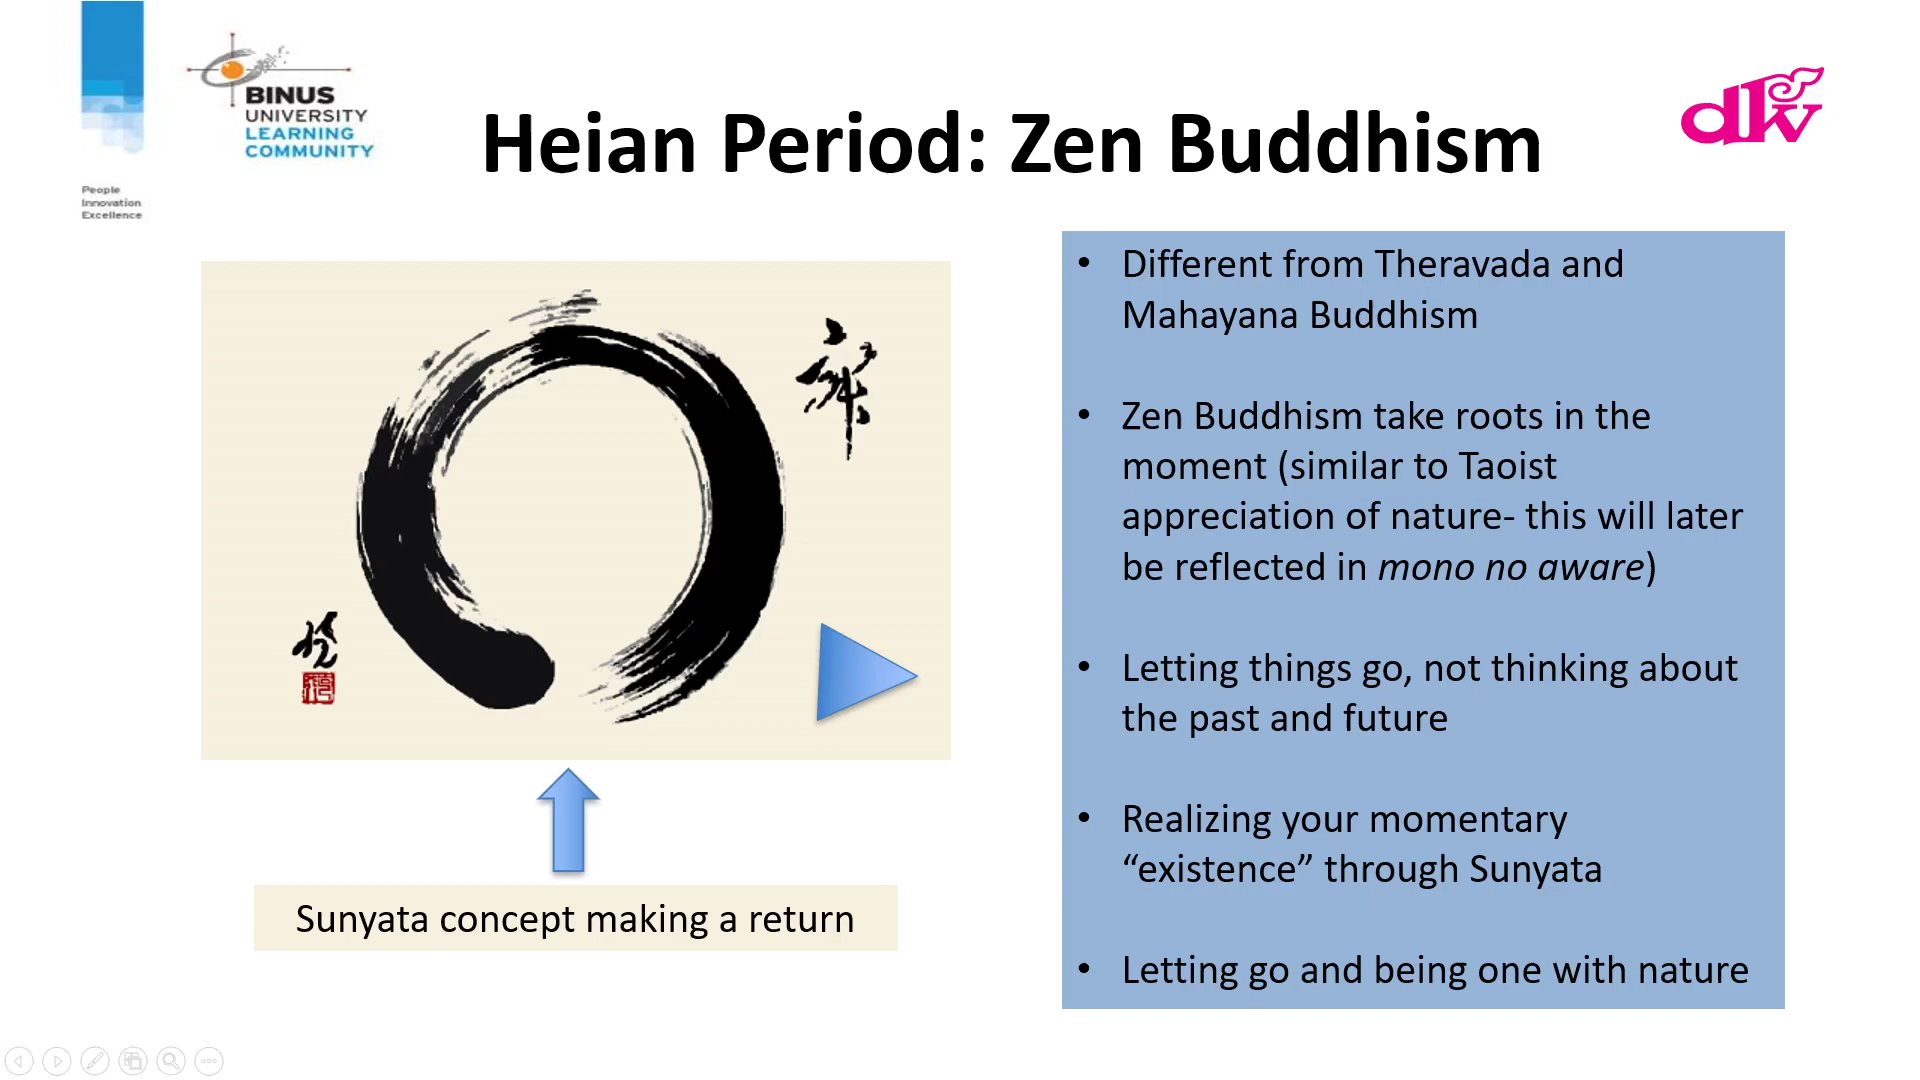 BINUS
UNIVERSITY
LEARNING
COMMUNITY
People
Innovation
Excellence
dkv
Heian Period: Zen Buddhism
Sunyata concept making a return
• Different from Theravada and
Mahayana Buddhism
• Zen Buddhism take roots in the
moment (similar to Taoist
appreciation of nature- this will later
be reflected in mono no aware)
• Letting things go, not thinking about
the past and future
• Realizing your momentary
“existence” through Sunyata
• Letting go and being one with nature